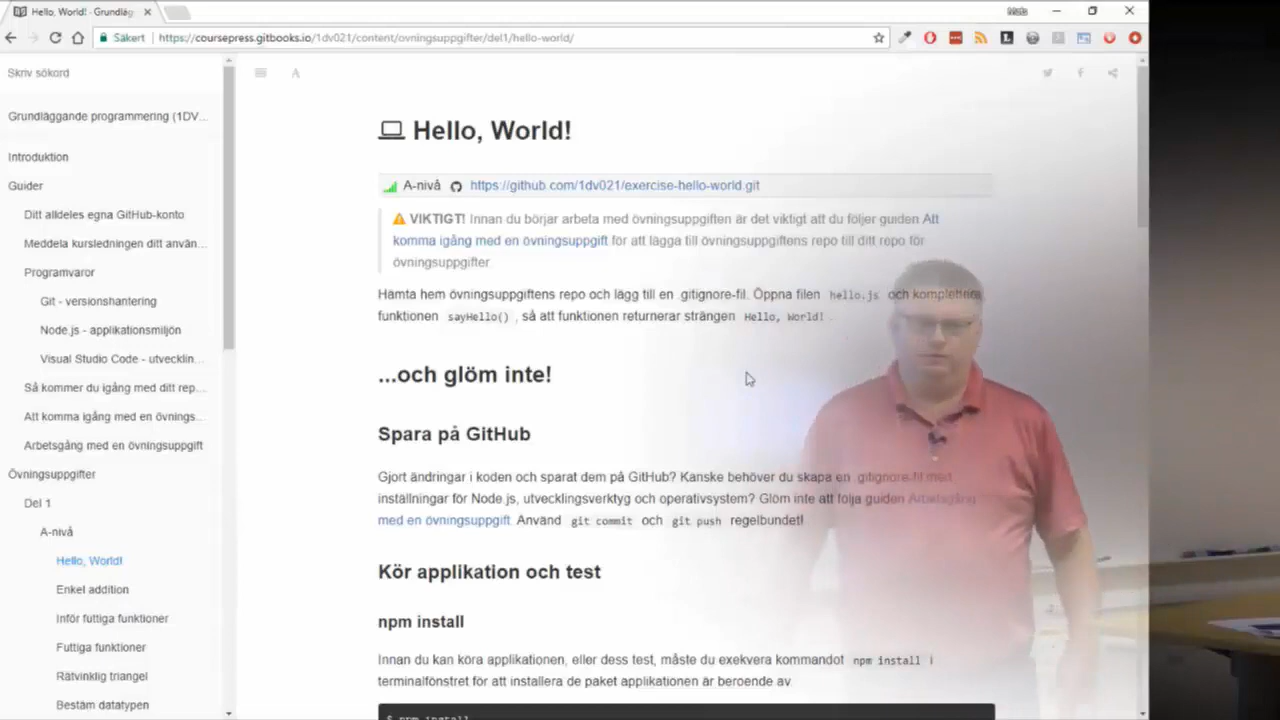 Hello, World! · Grundläg
Mats
Säkert
https://coursepress.gitbooks.io/1dv021/content/ovningsuppgifter/del1/hello-world/
Skriv sökord
Grundläggande programmering (1DV...
Introduktion
Guider
Ditt alldeles egna GitHub-konto
Meddela kursledningen ditt använ...
Programvaror
Git - versionshantering
Node.js - applikationsmiljön
Visual Studio Code - utvecklin...
Så kommer du igång med ditt rep...
Att komma igång med en övnings...
Arbetsgång med en övningsuppgift
Övningsuppgifter
Del 1
A-nivå
Hello, World!
Enkel addition
Inför futtiga funktioner
Futtiga funktioner
Rätvinklig triangel
Bestäm datatypen
A
Hello, World!
A-nivå https://github.com/1dv021/exercise-hello-world.git
VIKTIGT! Innan du börjar arbeta med övningsuppgiften är det viktigt att du följer guiden Att
komma igång med en övningsuppgift för att lägga till övningsuppgiftens repo till ditt repo för
övningsuppgifter.
Hämta hem övningsuppgiftens repo och lägg till en .gitignore-fil. Öppna filen hello.js och komplettera
funktionen sayHello() , så att funktionen returnerar strängen Hello, World! .
...och glöm inte!
Spara på GitHub
Gjort ändringar i koden och sparat dem på GitHub? Kanske behöver du skapa en .gitignore-fil med
inställningar för Node.js, utvecklingsverktyg och operativsystem? Glöm inte att följa guiden Arbetsgång
med en övningsuppgift. Använd git commit och git push regelbundet!
Kör applikation och test
npm install
Innan du kan köra applikationen, eller dess test, måste du exekvera kommandot npm install i
terminalfönstret för att installera de paket applikationen är beroende av.
$ npm install